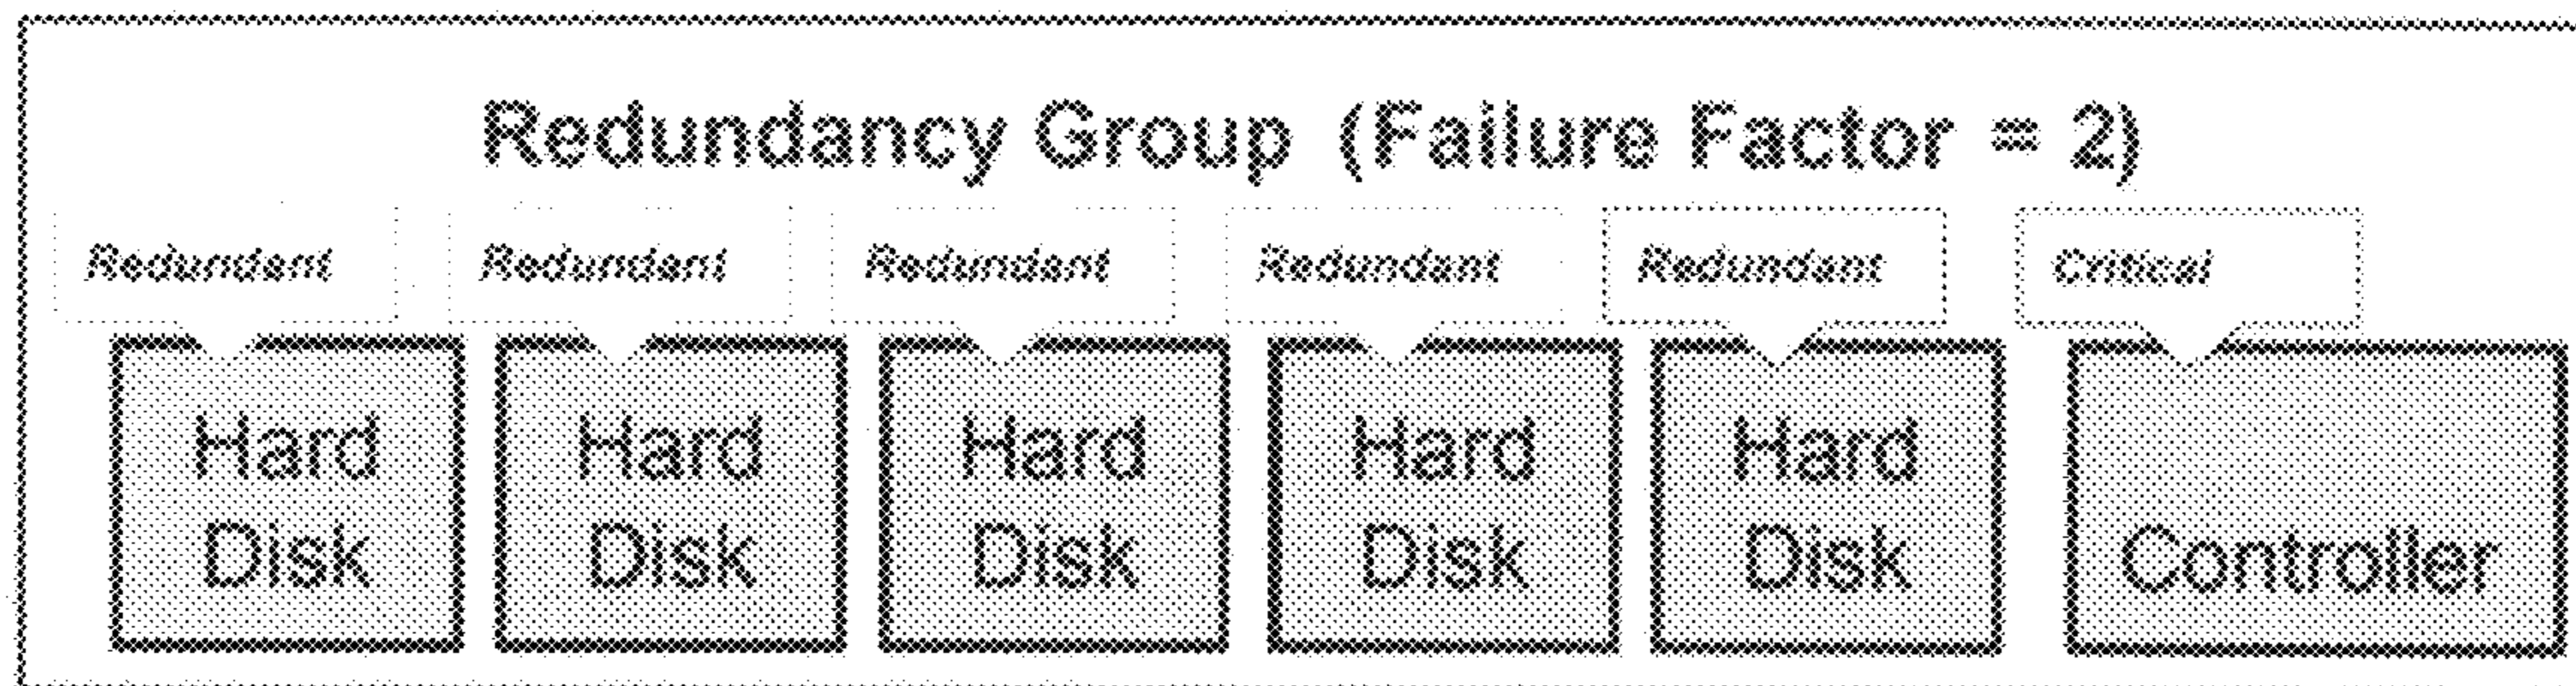 Redundancy Group (Failure Factor = 2)
Redundant Redundant Redundant Redundant Redundant Critical
Hard Hard Hard Hard Hard
Disk Disk Disk Disk Disk Controller